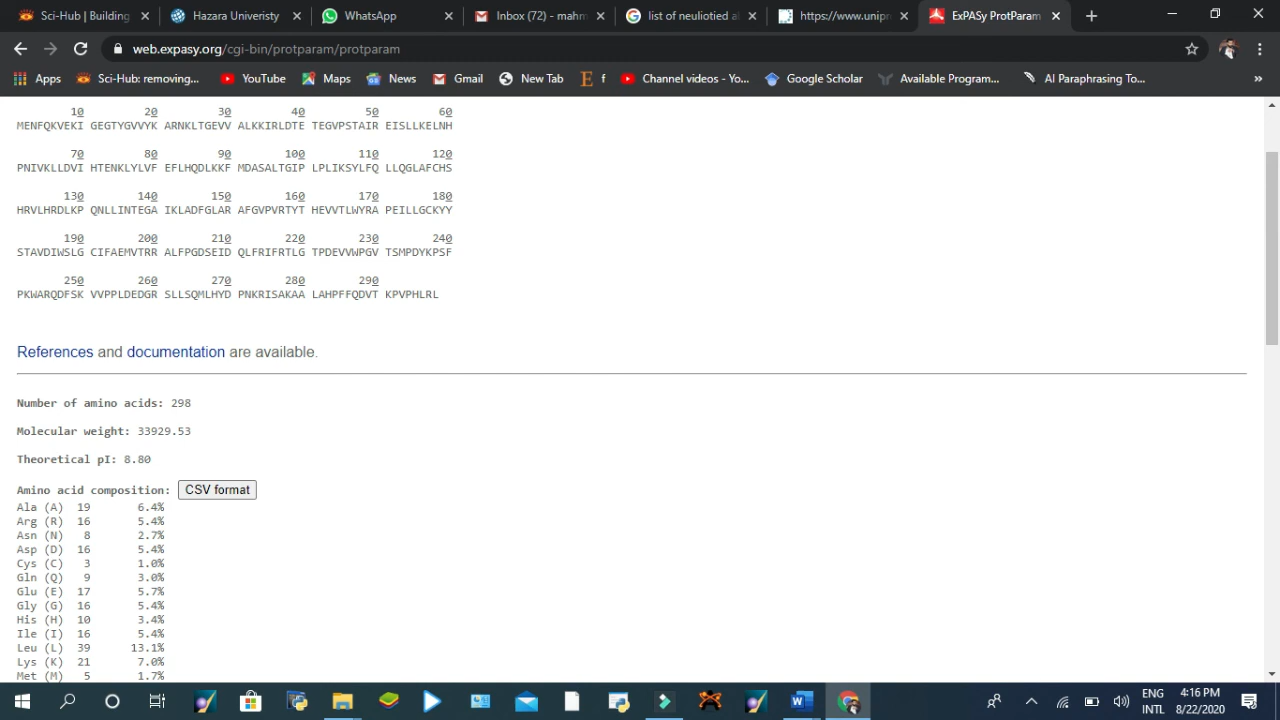 Sci-Hub | Building
Hazara Univeristy
WhatsApp
Inbox (72) - mahm
list of neuliotied al
https://www.unipr
ExPASy ProtParam
web.expasy.org/cgi-bin/protparam/protparam
Apps
Sci-Hub: removing...
YouTube
Maps
News
Gmail
New Tab
E f
Channel videos - Yo...
Google Scholar
Available Program...
AI Paraphrasing To...
»
10 20 30 40 50 60
MENFQKVEKI GEGTYGVVYK ARNKLTGEVV ALKKIRLDTE TEGVPSTAIR EISLLKELNH
70 80 90 100 110 120
PNIVKLLDVI HTENKLYLVF EFLHQDLKKF MDASALTGIP LPLIKSYLFQ LLQGLAFCHS
130 140 150 160 170 180
HRVLHRDLKP QNLLINTEGA IKLADFGLAR AFGVPVRTYT HEVVTLWYRA PEILLGCKYY
190 200 210 220 230 240
STAVDIWSLG CIFAEMVTRR ALFPGDSEID QLFRIFRTLG TPDEVVWPGV TSMPDYKPSF
250 260 270 280 290
PKWARQDFSK VVPPLDEDGR SLLSQMLHYD PNKRISAKAA LAHPFFQDVT KPVPHLRL
References and documentation are available.
Number of amino acids: 298
Molecular weight: 33929.53
Theoretical pI: 8.80
Amino acid composition: CSV format
Ala (A) 19 6.4%
Arg (R) 16 5.4%
Asn (N) 8 2.7%
Asp (D) 16 5.4%
Cys (C) 3 1.0%
Gln (Q) 9 3.0%
Glu (E) 17 5.7%
Gly (G) 16 5.4%
His (H) 10 3.4%
Ile (I) 16 5.4%
Leu (L) 39 13.1%
Lys (K) 21 7.0%
Met (M) 5 1.7%
ENG
INTL
4:16 PM
8/22/2020